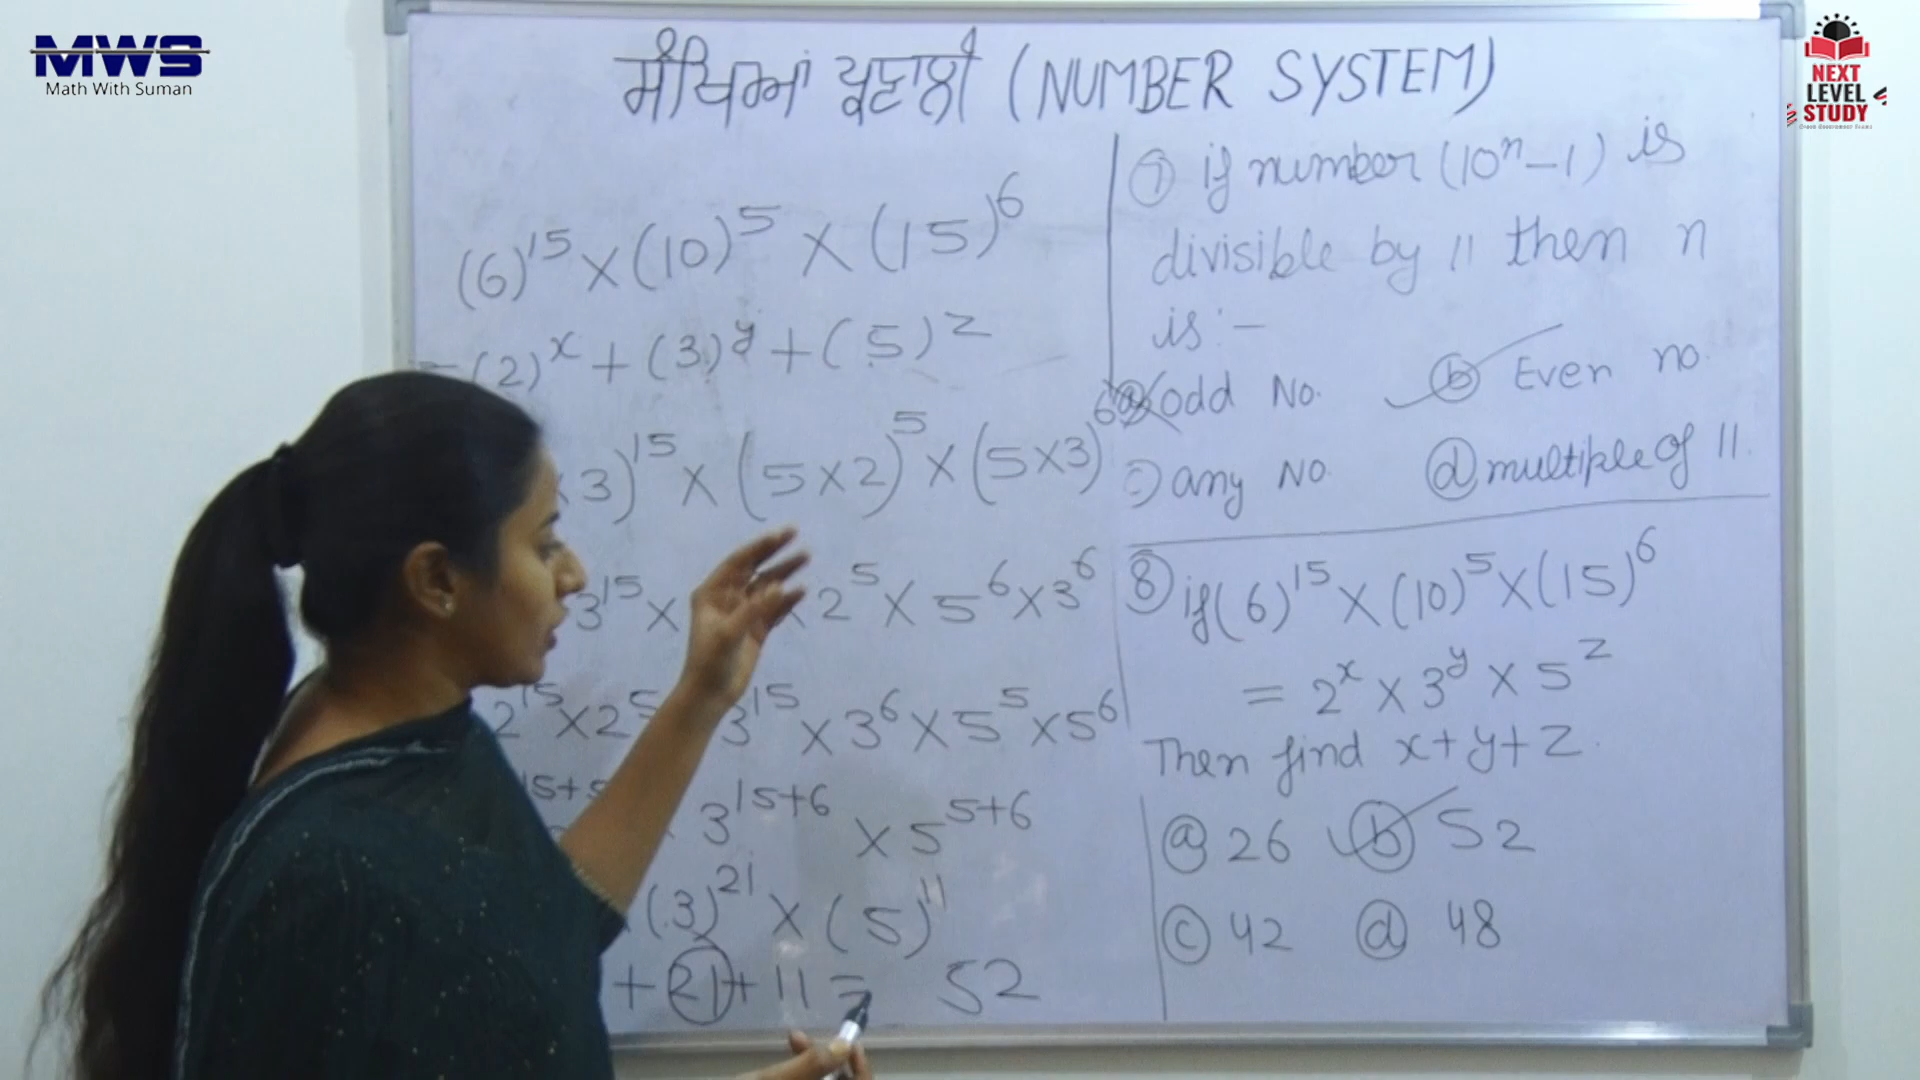 MWS
Math With Suman
NEXT
LEVEL
STUDY
ਸੰਖਿਆਂ ਪ੍ਰਣਾਲੀ (NUMBER SYSTEM)
(6)^15 × (10)^5 × (15)^6
= (2)^x + (3)^y + (5)^z
× 3)^15 × (5×2)^5 × (5×3)^6
3^15 × × 2^5 × 5^6 × 3^6
2^15 × 2^5 3^15 × 3^6 × 5^5 × 5^6
15+5 × 3^15+6 × 5^5+6
(3)^21 × (5)^11
+ 21 + 11 = 52
⑦ if number (10^n – 1) is
divisible by 11 then n
is :–
ⓐ odd No. ⓑ Even no.
ⓒ any No ⓓ multiple of 11.
⑧ if (6)^15 × (10)^5 × (15)^6
= 2^x × 3^y × 5^z
Then find x+y+z.
ⓐ 26 ⓑ 52
ⓒ 42 ⓓ 48